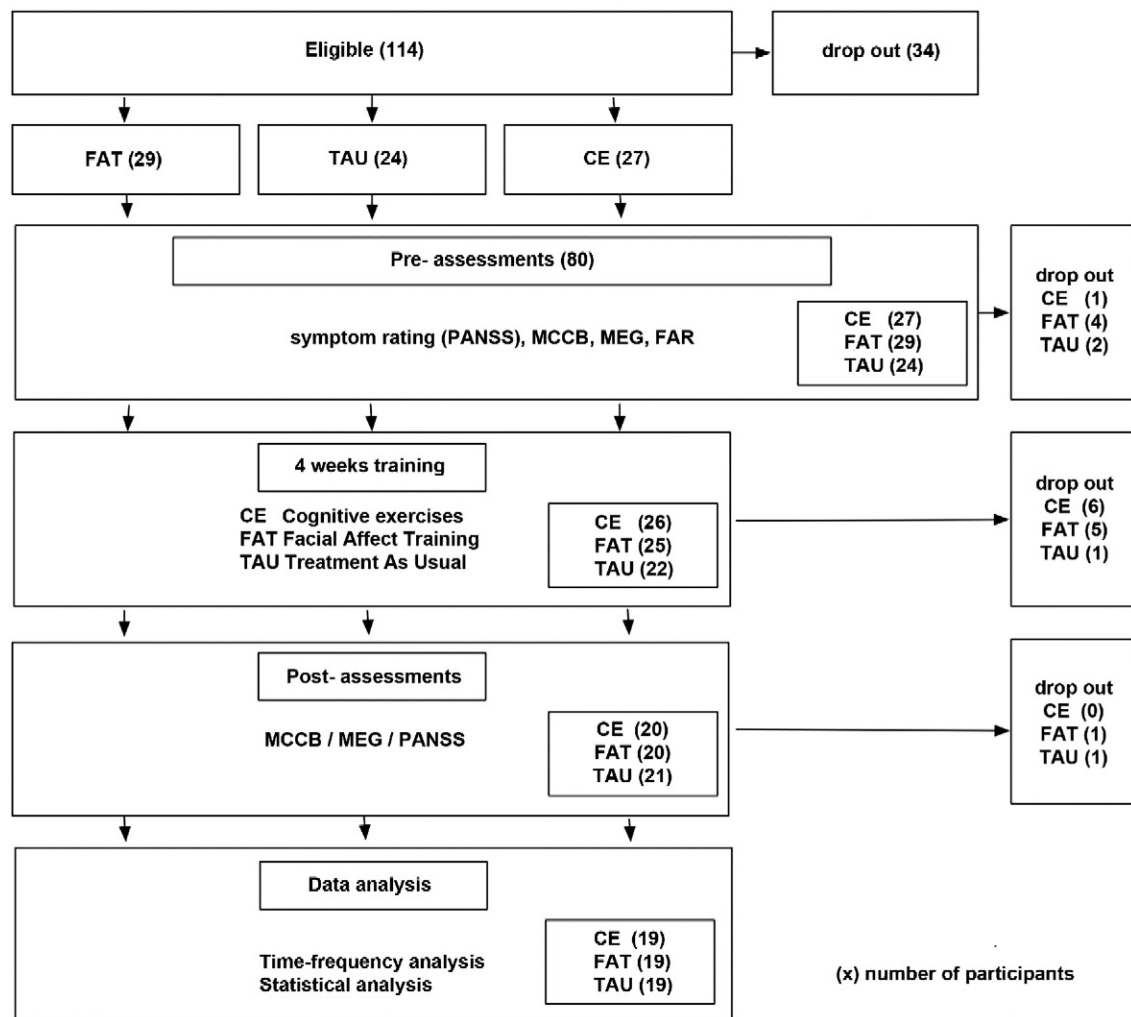 Eligible (114)
drop out (34)
FAT (29)
TAU (24)
CE (27)
Pre- assessments (80)
symptom rating (PANSS), MCCB, MEG, FAR
CE (27)
FAT (29)
TAU (24)
drop out
CE (1)
FAT (4)
TAU (2)
4 weeks training
CE Cognitive exercises
FAT Facial Affect Training
TAU Treatment As Usual
CE (26)
FAT (25)
TAU (22)
drop out
CE (6)
FAT (5)
TAU (1)
Post- assessments
MCCB / MEG / PANSS
CE (20)
FAT (20)
TAU (21)
drop out
CE (0)
FAT (1)
TAU (1)
Data analysis
Time-frequency analysis
Statistical analysis
CE (19)
FAT (19)
TAU (19)
(x) number of participants